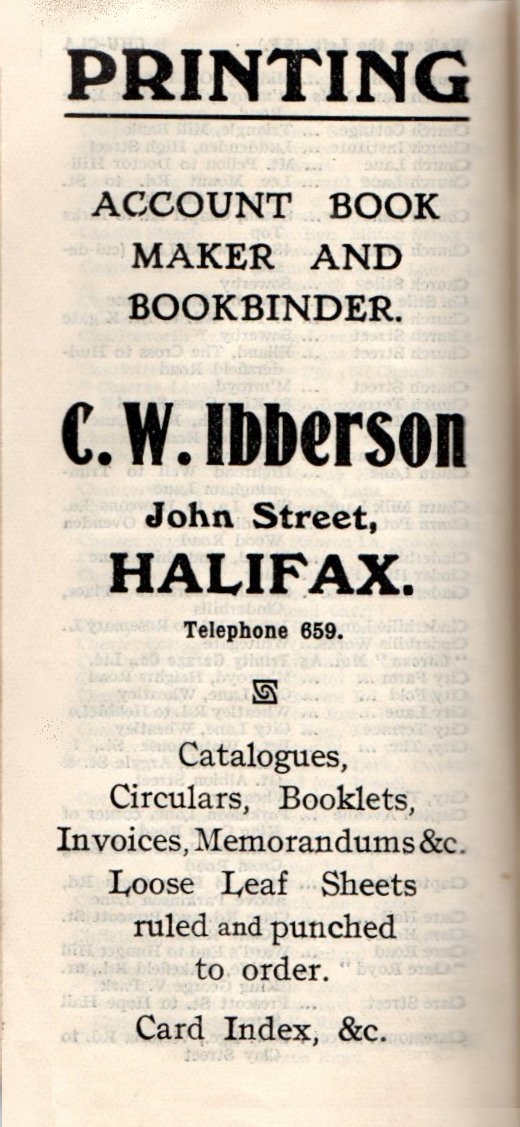 PRINTING
ACCOUNT BOOK
MAKER AND
BOOKBINDER.
C. W. Ibberson
John Street,
HALIFAX.
Telephone 659.
Catalogues,
Circulars, Booklets,
Invoices, Memorandums &c.
Loose Leaf Sheets
ruled and punched
to order.
Card Index, &c.